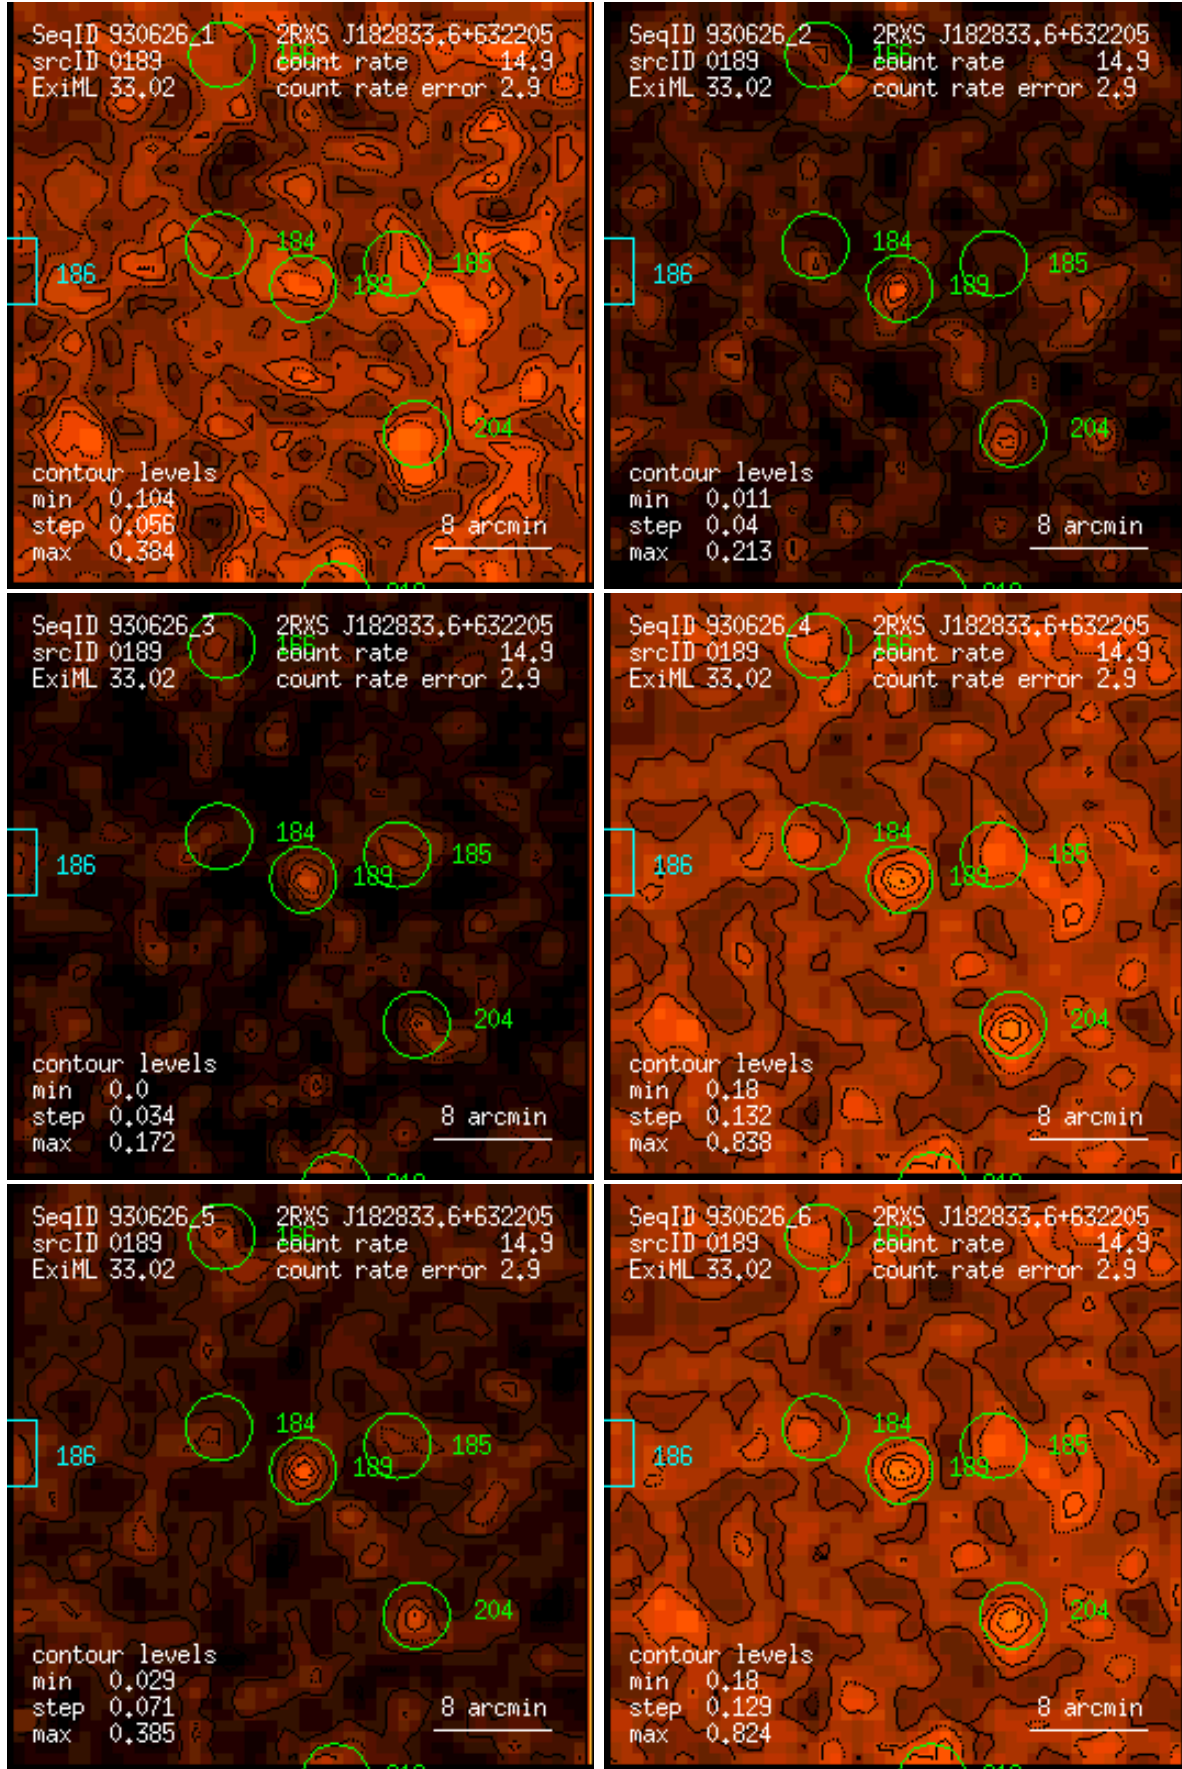 SeqID 930626_1 2RXS J182833.6+632205
srcID 0189 166 count rate 14.9
ExiML 33.02 count rate error 2.9
184
185
186 189
204
contour levels
min 0.104
step 0.056 8 arcmin
max 0.384
SeqID 930626_2 2RXS J182833.6+632205
srcID 0189 166 count rate 14.9
ExiML 33.02 count rate error 2.9
184
185
186 189
204
contour levels
min 0.011
step 0.04 8 arcmin
max 0.213
SeqID 930626_3 2RXS J182833.6+632205
srcID 0189 166 count rate 14.9
ExiML 33.02 count rate error 2.9
184
185
186 189
204
contour levels
min 0.0
step 0.034 8 arcmin
max 0.172
SeqID 930626_4 2RXS J182833.6+632205
srcID 0189 166 count rate 14.9
ExiML 33.02 count rate error 2.9
184
185
186 189
204
contour levels
min 0.18
step 0.132 8 arcmin
max 0.838
SeqID 930626_5 2RXS J182833.6+632205
srcID 0189 166 count rate 14.9
ExiML 33.02 count rate error 2.9
184
185
186 189
204
contour levels
min 0.029
step 0.071 8 arcmin
max 0.385
SeqID 930626_6 2RXS J182833.6+632205
srcID 0189 166 count rate 14.9
ExiML 33.02 count rate error 2.9
184
185
186 189
204
contour levels
min 0.18
step 0.129 8 arcmin
max 0.824